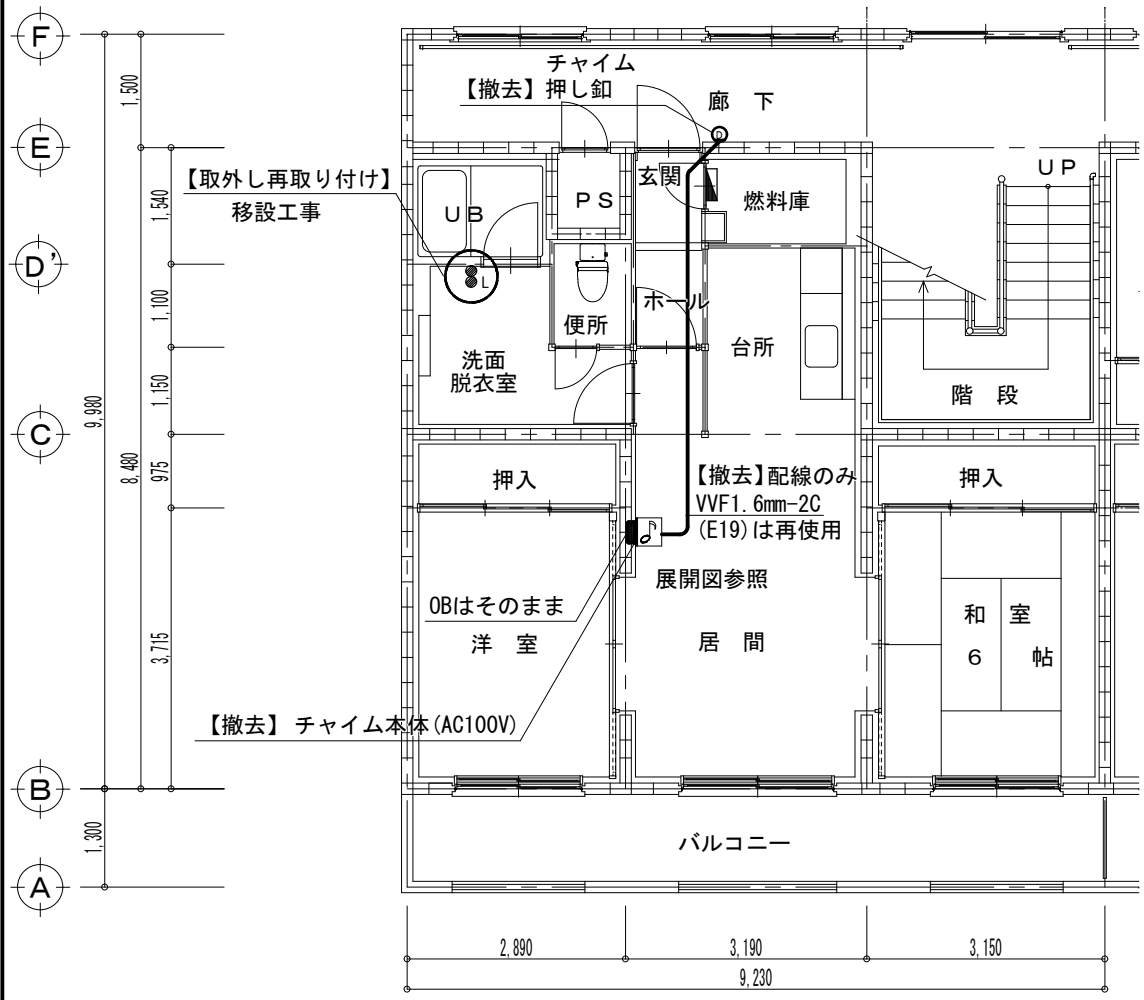 F
チャイム
【撤去】押し釦
廊　下
1,500
D
E
【取外し再取り付け】
移設工事
玄関
UP
PS
燃料庫
UB
1,540
D’
L
ホール
1,100
便所
台所
洗面
脱衣室
1,150
階　段
9,980
C
8,480
975
押入
【撤去】配線のみ
VVF1.6mm-2C
(E19)は再使用
押入
展開図参照
OBはそのまま
洋　室
居　間
和　室
6　帖
3,715
【撤去】 チャイム本体(AC100V)
B
1,300
バルコニー
A
2,890
3,190
3,150
9,230